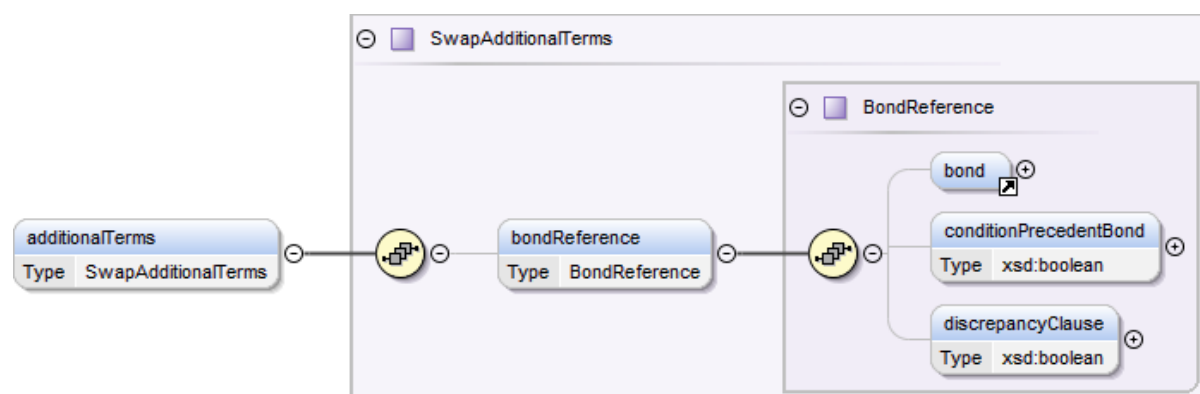 SwapAdditionalTerms
BondReference
bond
additionalTerms
Type SwapAdditionalTerms
bondReference
Type BondReference
conditionPrecedentBond
Type xsd:boolean
discrepancyClause
Type xsd:boolean